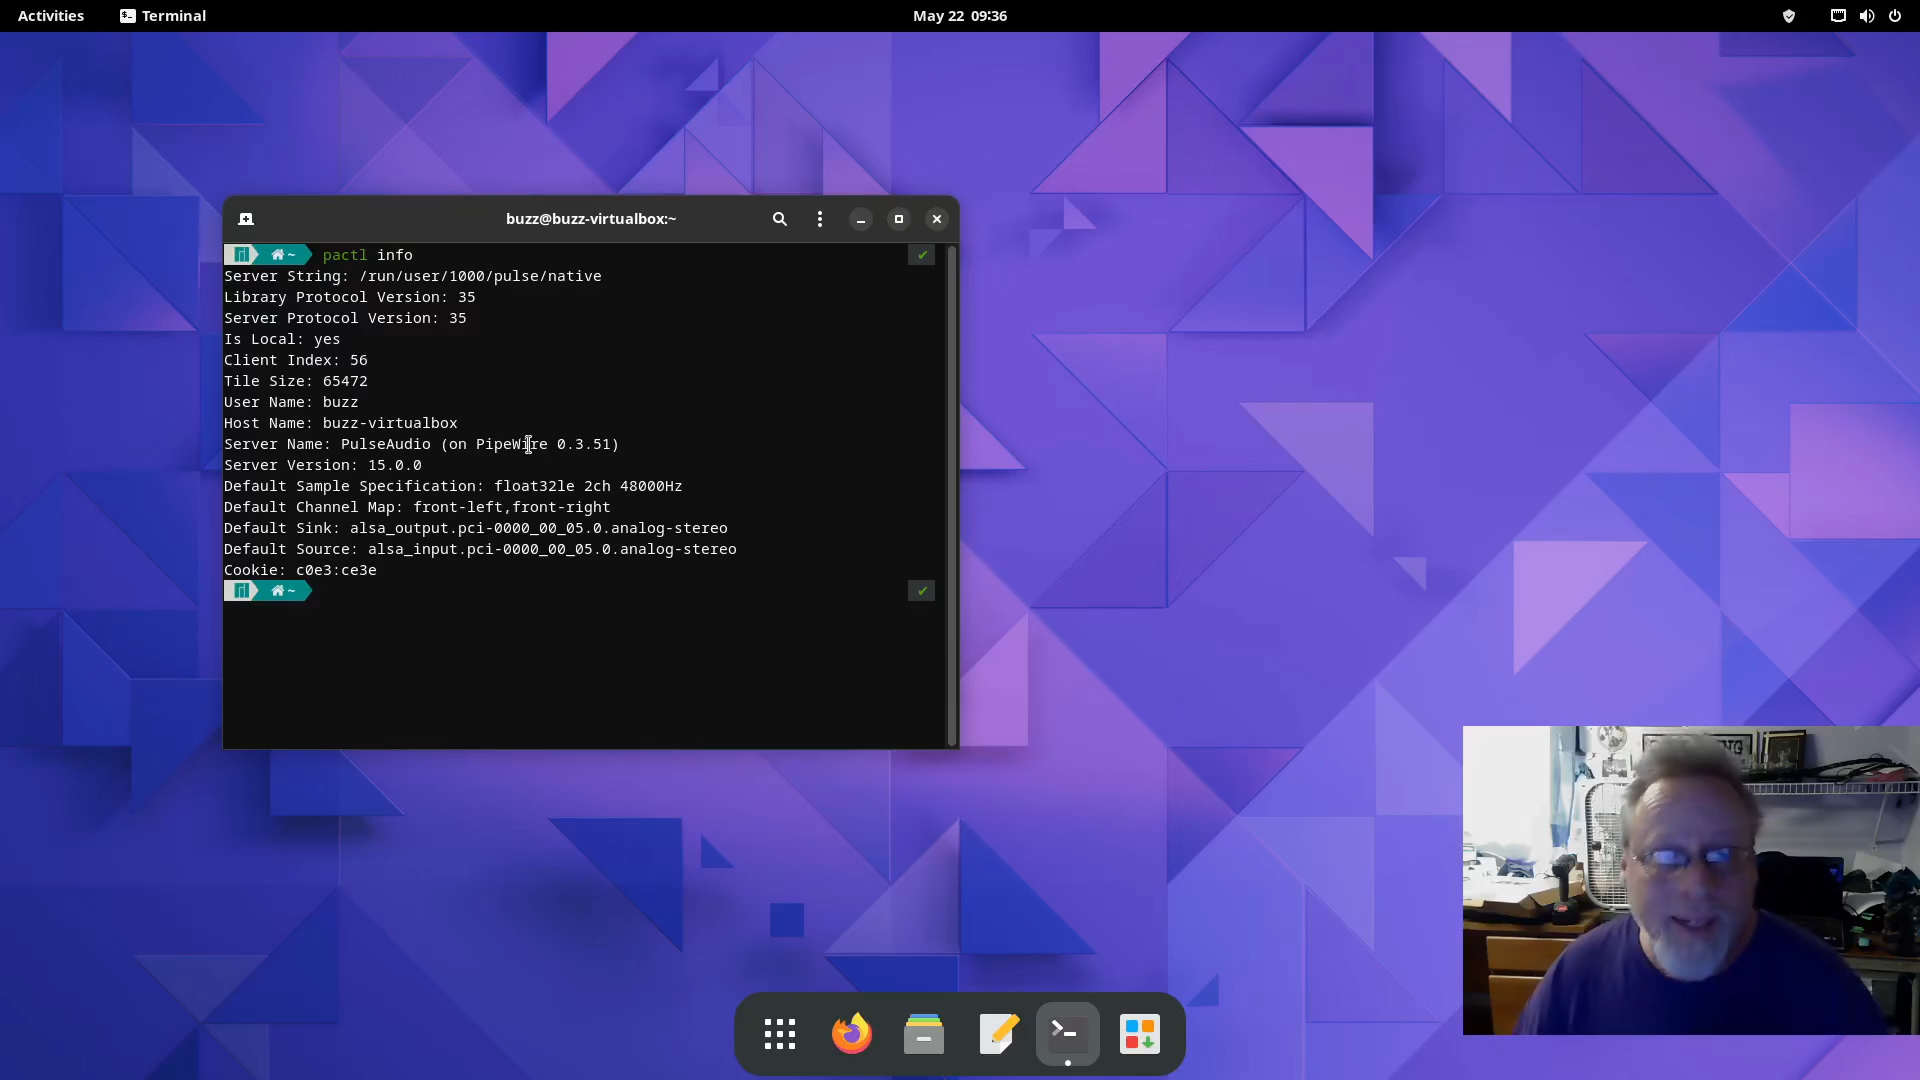 Activities Terminal May 22 09:36
buzz@buzz-virtualbox:~
~ pactl info
Server String: /run/user/1000/pulse/native
Library Protocol Version: 35
Server Protocol Version: 35
Is Local: yes
Client Index: 56
Tile Size: 65472
User Name: buzz
Host Name: buzz-virtualbox
Server Name: PulseAudio (on PipeWire 0.3.51)
Server Version: 15.0.0
Default Sample Specification: float32le 2ch 48000Hz
Default Channel Map: front-left,front-right
Default Sink: alsa_output.pci-0000_00_05.0.analog-stereo
Default Source: alsa_input.pci-0000_00_05.0.analog-stereo
Cookie: c0e3:ce3e
~